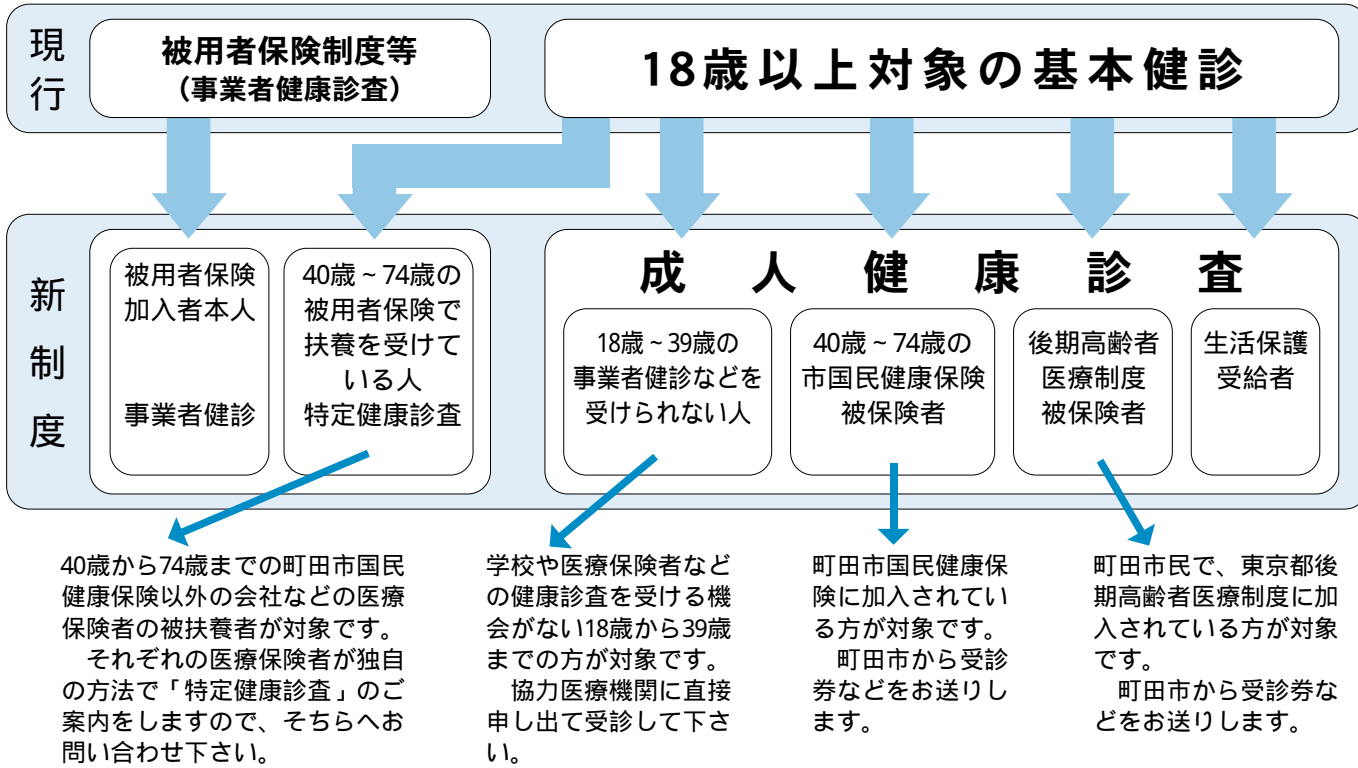 現
行
被用者保険制度等
(事業者健康診査)
18歳以上対象の基本健診
新
制
度
被用者保険
加入者本人
事業者健診
40歳~74歳の
被用者保険で
扶養を受けて
いる人
特定健康診査
成人健康診査
18歳~39歳の
事業者健診などを
受けられない人
40歳~74歳の
市国民健康保険
被保険者
後期高齢者
医療制度
被保険者
生活保護
受給者
40歳から74歳までの町田市国民
健康保険以外の会社などの医療
保険者の被扶養者が対象です。
それぞれの医療保険者が独自
の方法で「特定健康診査」のご
案内をしますので、そちらへお
問い合わせ下さい。
学校や医療保険者など
の健康診査を受ける機
会がない18歳から39歳
までの方が対象です。
協力医療機関に直接
申し出て受診して下さ
い。
町田市国民健康保
険に加入されてい
る方が対象です。
町田市から受診
券などをお送りし
ます。
町田市民で、東京都後
期高齢者医療制度に加
入されている方が対象
です。
町田市から受診券な
どをお送りします。